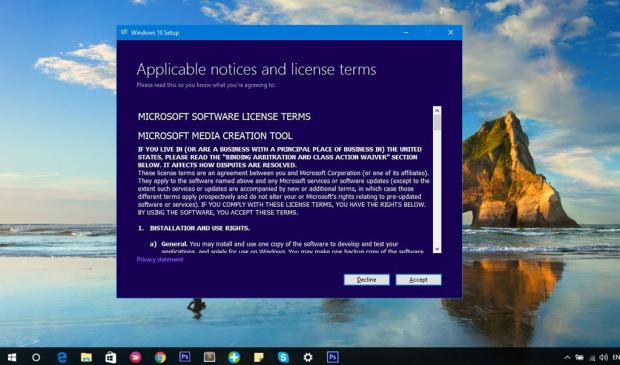 Windows 10 Setup
Applicable notices and license terms
Please read this so you know what you're agreeing to.
MICROSOFT SOFTWARE LICENSE TERMS
MICROSOFT MEDIA CREATION TOOL
IF YOU LIVE IN (OR ARE A BUSINESS WITH A PRINCIPAL PLACE OF BUSINESS IN) THE UNITED
STATES, PLEASE READ THE "BINDING ARBITRATION AND CLASS ACTION WAIVER" SECTION
BELOW. IT AFFECTS HOW DISPUTES ARE RESOLVED.
These license terms are an agreement between you and Microsoft Corporation (or one of its affiliates).
They apply to the software named above and any Microsoft services or software updates (except to the
extent such services or updates are accompanied by new or additional terms, in which case those
different terms apply prospectively and do not alter your or Microsoft's rights relating to pre-updated
software or services). IF YOU COMPLY WITH THESE LICENSE TERMS, YOU HAVE THE RIGHTS BELOW.
BY USING THE SOFTWARE, YOU ACCEPT THESE TERMS.
1. INSTALLATION AND USE RIGHTS.
a) General. You may install and use one copy of the software to develop and test your
applications, and solely for use on Windows. You may make one backup copy of the software
Privacy statement
Decline Accept
Ps Ps EN